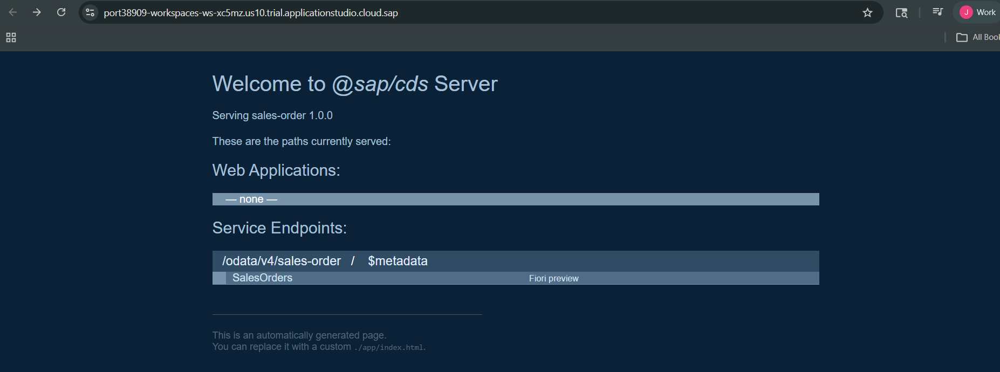 port38909-workspaces-ws-xc5mz.us10.trial.applicationstudio.cloud.sap
J Work
All Book
Welcome to @sap/cds Server
Serving sales-order 1.0.0
These are the paths currently served:
Web Applications:
— none —
Service Endpoints:
/odata/v4/sales-order / $metadata
SalesOrders Fiori preview
This is an automatically generated page.
You can replace it with a custom ./app/index.html.